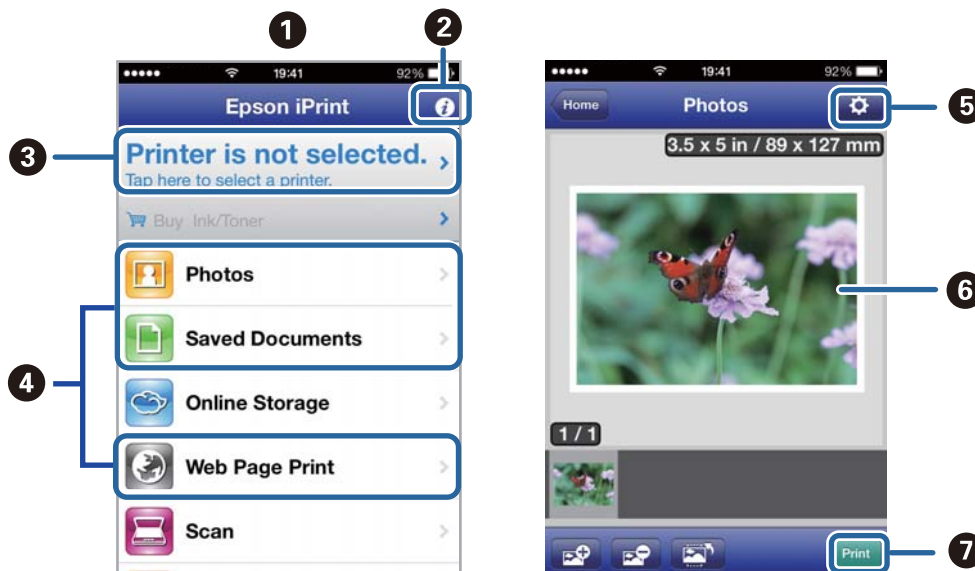 1
2
19:41
92%
Epson iPrint
3
Printer is not selected.
Tap here to select a printer.
Buy Ink/Toner
Photos
Saved Documents
4
Online Storage
Web Page Print
Scan
19:41
92%
Home
Photos
5
3.5 x 5 in / 89 x 127 mm
6
1/1
Print
7